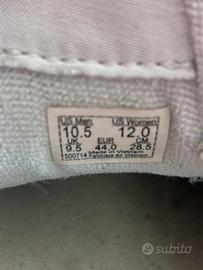 US Men US Women
10.5 12.0
UK EUR CM
9.5 44.0 28.5
500714 Made in Vietnam
Fabriqué en Vietnam
subito